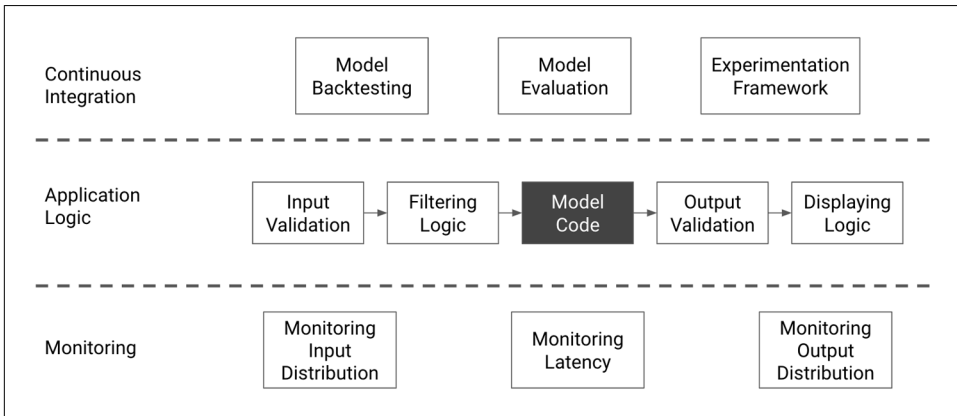 Continuous
Integration
Model
Backtesting
Model
Evaluation
Experimentation
Framework
Application
Logic
Input
Validation
Filtering
Logic
Model
Code
Output
Validation
Displaying
Logic
Monitoring
Monitoring
Input
Distribution
Monitoring
Latency
Monitoring
Output
Distribution